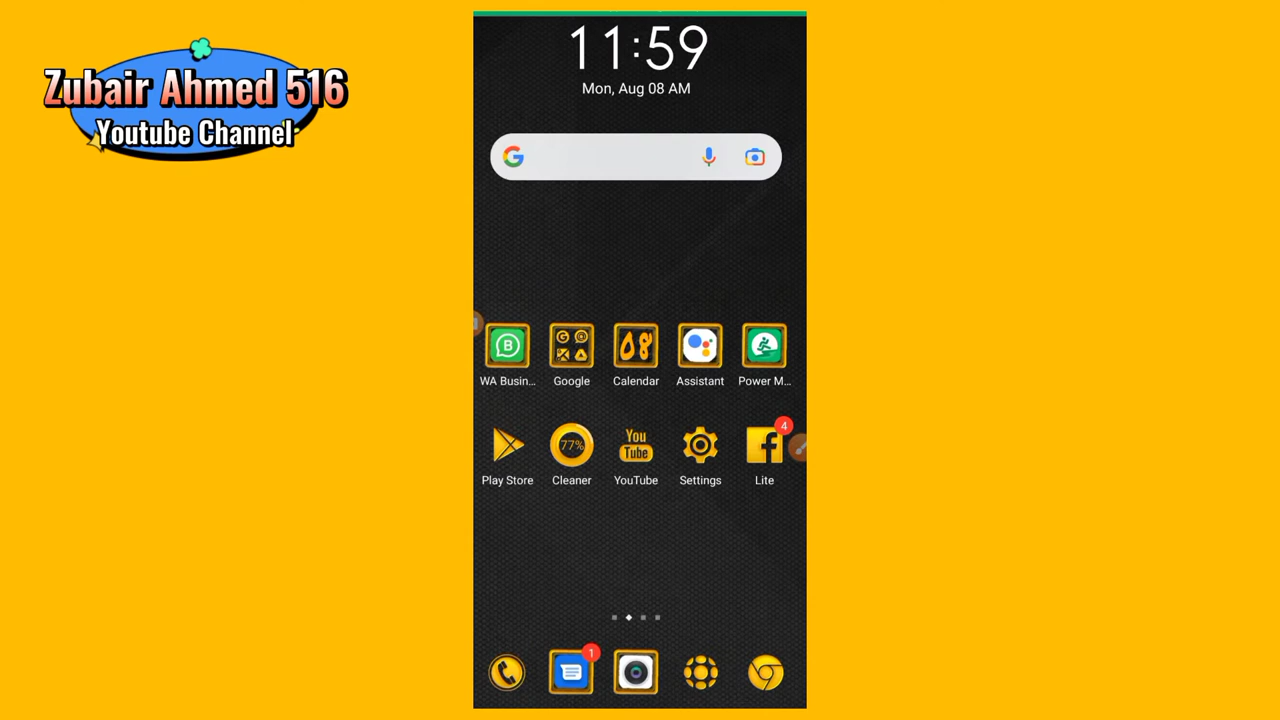 Zubair Ahmed 516
Youtube Channel
11:59
Mon, Aug 08 AM
WA Busin... Google Calendar Assistant Power M...
77% You Tube 4
Play Store Cleaner YouTube Settings Lite
1